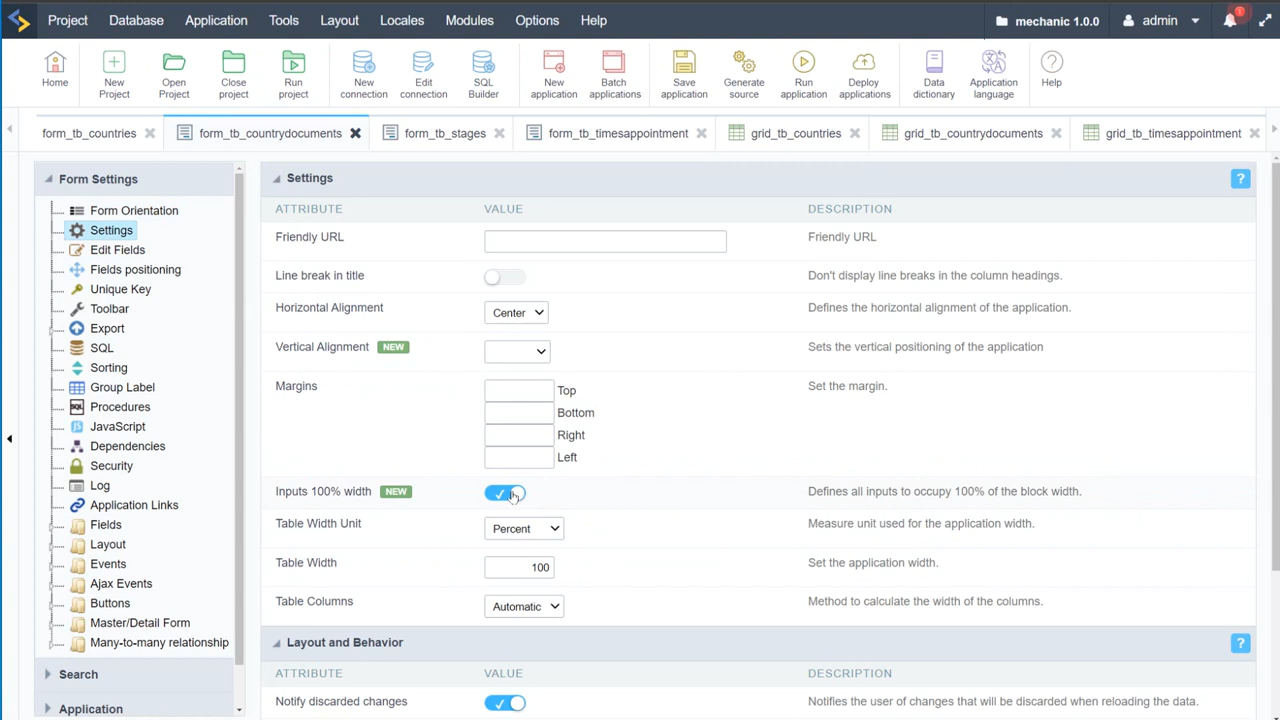 Project Database Application Tools Layout Locales Modules Options Help mechanic 1.0.0 admin 1
Home New Project Open Project Close project Run project New connection Edit connection SQL Builder New application Batch applications Save application Generate source Run application Deploy applications Data dictionary Application language Help
form_tb_countries form_tb_countrydocuments form_tb_stages form_tb_timesappointment grid_tb_countries grid_tb_countrydocuments grid_tb_timesappointment
Form Settings
Form Orientation
Settings
Edit Fields
Fields positioning
Unique Key
Toolbar
Export
SQL
Sorting
Group Label
Procedures
JavaScript
Dependencies
Security
Log
Application Links
Fields
Layout
Events
Ajax Events
Buttons
Master/Detail Form
Many-to-many relationship
Search
Application
Settings ?
ATTRIBUTE VALUE DESCRIPTION
Friendly URL Friendly URL
Line break in title Don't display line breaks in the column headings.
Horizontal Alignment Center Defines the horizontal alignment of the application.
Vertical Alignment NEW Sets the vertical positioning of the application
Margins Top Set the margin.
Bottom
Right
Left
Inputs 100% width NEW Defines all inputs to occupy 100% of the block width.
Table Width Unit Percent Measure unit used for the application width.
Table Width 100 Set the application width.
Table Columns Automatic Method to calculate the width of the columns.
Layout and Behavior ?
ATTRIBUTE VALUE DESCRIPTION
Notify discarded changes Notifies the user of changes that will be discarded when reloading the data.